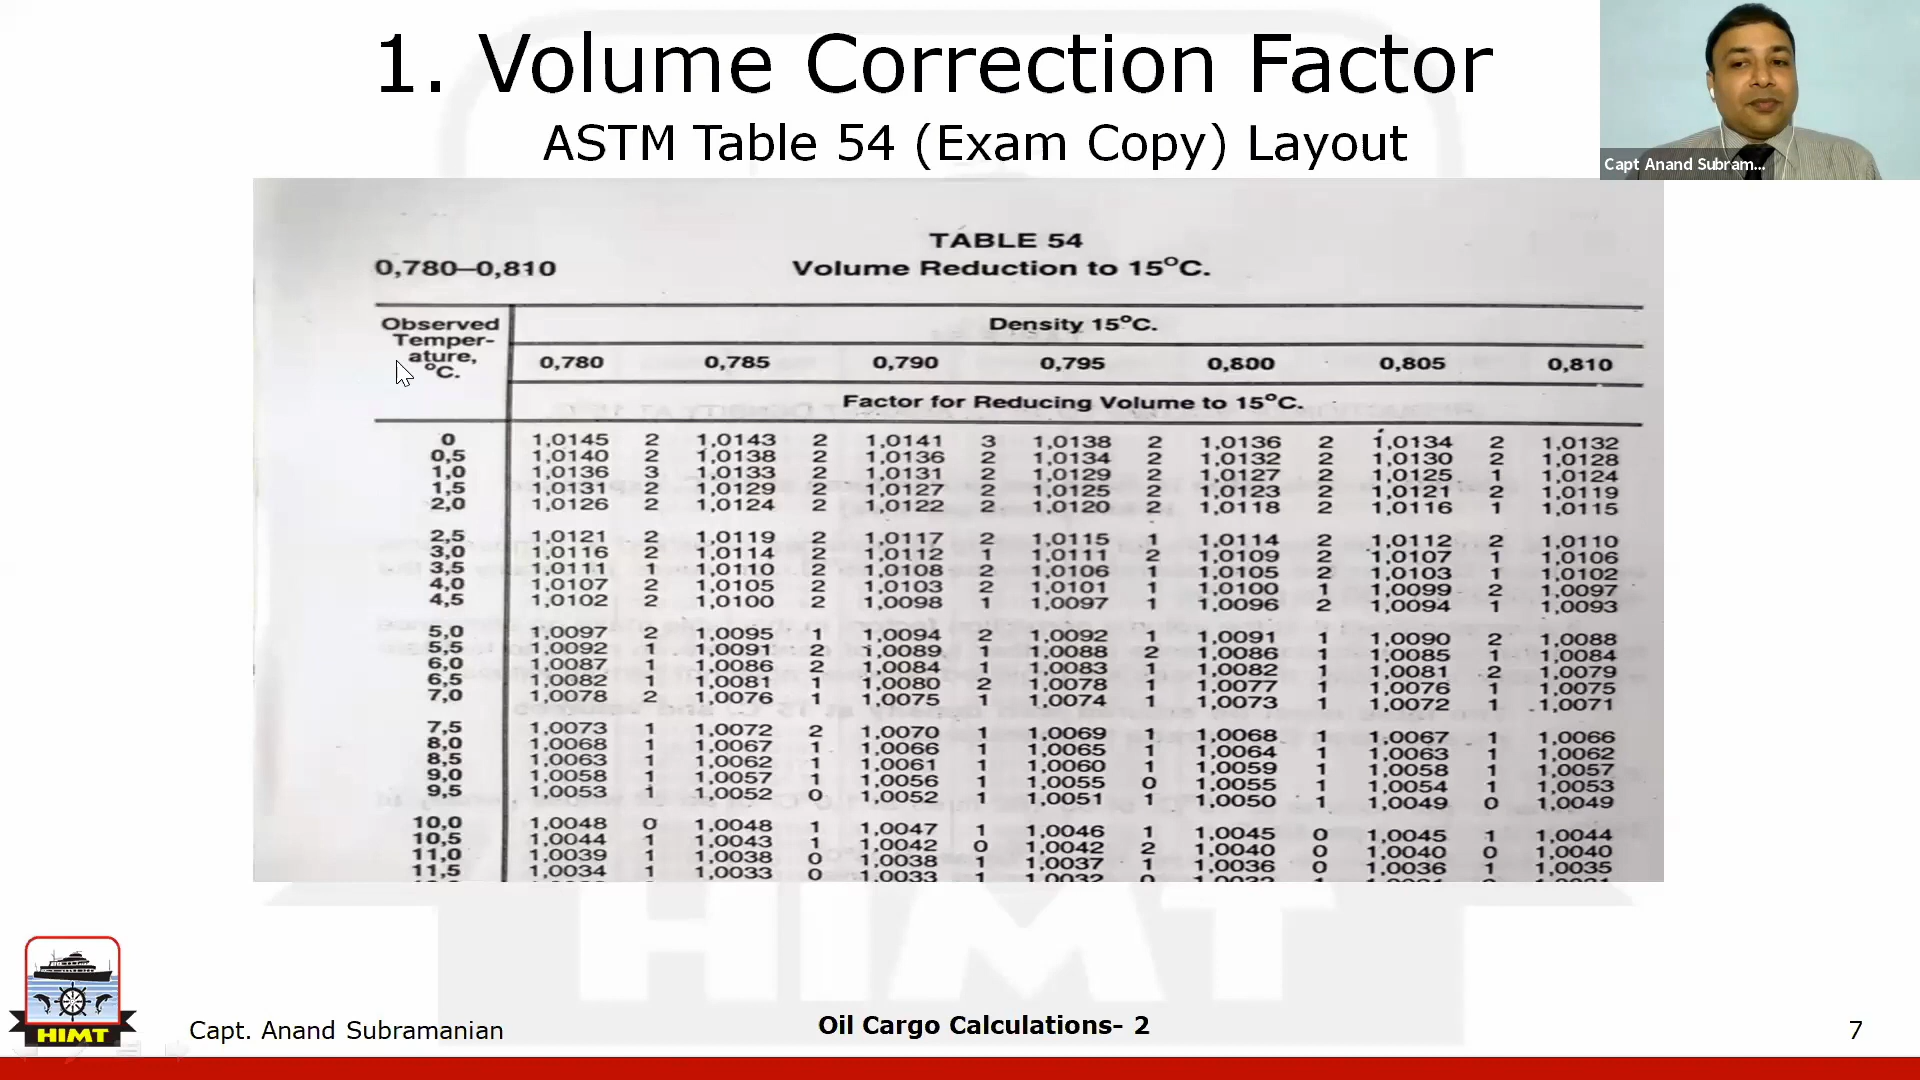 1. Volume Correction Factor
ASTM Table 54 (Exam Copy) Layout
Capt Anand Subram...
TABLE 54
0,780—0,810 Volume Reduction to 15°C.
Observed Temper- ature, °C.
Density 15°C.
0,780 0,785 0,790 0,795 0,800 0,805 0,810
Factor for Reducing Volume to 15°C.
0 1,0145 2 1,0143 2 1,0141 3 1,0138 2 1,0136 2 1,0134 2 1,0132
0,5 1,0140 2 1,0138 2 1,0136 2 1,0134 2 1,0132 2 1,0130 2 1,0128
1,0 1,0136 3 1,0133 2 1,0131 2 1,0129 2 1,0127 2 1,0125 1 1,0124
1,5 1,0131 2 1,0129 2 1,0127 2 1,0125 2 1,0123 2 1,0121 2 1,0119
2,0 1,0126 2 1,0124 2 1,0122 2 1,0120 2 1,0118 2 1,0116 1 1,0115
2,5 1,0121 2 1,0119 2 1,0117 2 1,0115 1 1,0114 2 1,0112 2 1,0110
3,0 1,0116 2 1,0114 2 1,0112 1 1,0111 2 1,0109 2 1,0107 1 1,0106
3,5 1,0111 1 1,0110 2 1,0108 2 1,0106 1 1,0105 2 1,0103 1 1,0102
4,0 1,0107 2 1,0105 2 1,0103 2 1,0101 1 1,0100 1 1,0099 2 1,0097
4,5 1,0102 2 1,0100 2 1,0098 1 1,0097 1 1,0096 2 1,0094 1 1,0093
5,0 1,0097 2 1,0095 1 1,0094 2 1,0092 1 1,0091 1 1,0090 2 1,0088
5,5 1,0092 1 1,0091 2 1,0089 1 1,0088 2 1,0086 1 1,0085 1 1,0084
6,0 1,0087 1 1,0086 2 1,0084 1 1,0083 1 1,0082 1 1,0081 2 1,0079
6,5 1,0082 1 1,0081 1 1,0080 2 1,0078 1 1,0077 1 1,0076 1 1,0075
7,0 1,0078 2 1,0076 1 1,0075 1 1,0074 1 1,0073 1 1,0072 1 1,0071
7,5 1,0073 1 1,0072 2 1,0070 1 1,0069 1 1,0068 1 1,0067 1 1,0066
8,0 1,0068 1 1,0067 1 1,0066 1 1,0065 1 1,0064 1 1,0063 1 1,0062
8,5 1,0063 1 1,0062 1 1,0061 1 1,0060 1 1,0059 1 1,0058 1 1,0057
9,0 1,0058 1 1,0057 1 1,0056 1 1,0055 0 1,0055 1 1,0054 1 1,0053
9,5 1,0053 1 1,0052 0 1,0052 1 1,0051 1 1,0050 1 1,0049 0 1,0049
10,0 1,0048 0 1,0048 1 1,0047 1 1,0046 1 1,0045 0 1,0045 1 1,0044
10,5 1,0044 1 1,0043 1 1,0042 0 1,0042 2 1,0040 0 1,0040 0 1,0040
11,0 1,0039 1 1,0038 0 1,0038 1 1,0037 1 1,0036 0 1,0036 1 1,0035
11,5 1,0034 1 1,0033 0 1,0033 1 1,0032 0
HIMT
HIMT
Capt. Anand Subramanian
Oil Cargo Calculations- 2
7